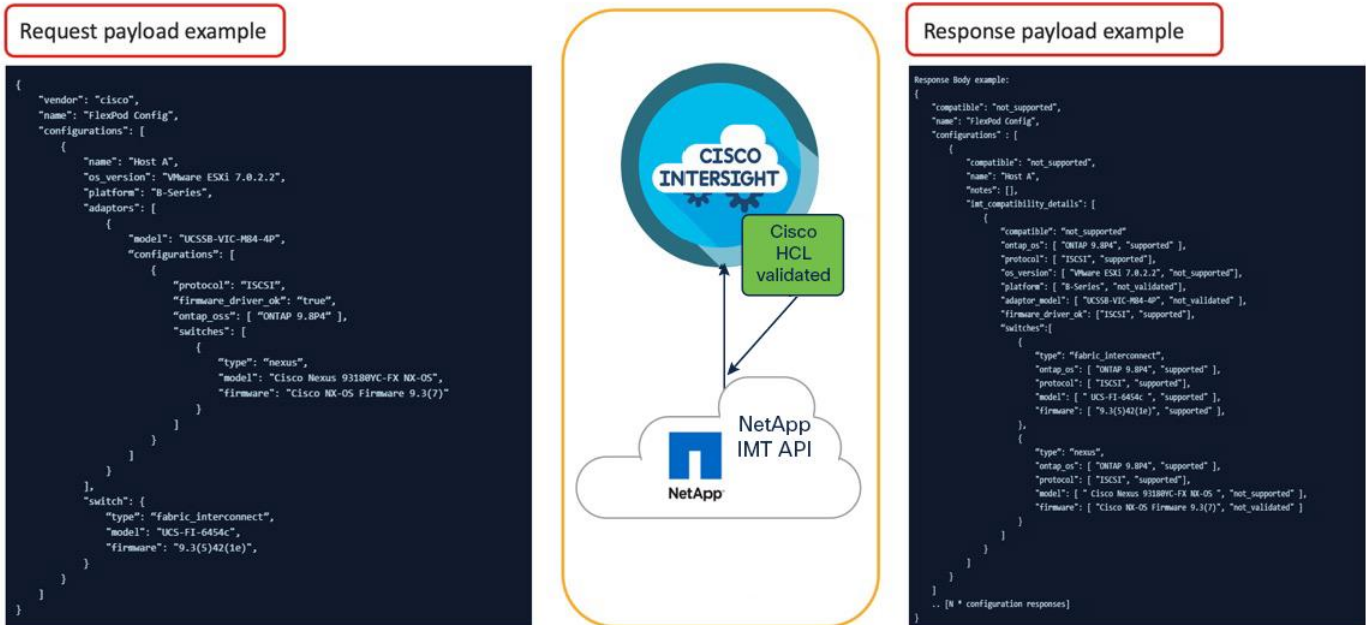 Request payload example
{
"vendor": "cisco",
"name": "FlexPod Config",
"configurations": [
{
"name": "Host A",
"os_version": "VMware ESXi 7.0.2.2",
"platform": "B-Series",
"adaptors": [
{
"model": "UCSSB-VIC-M84-4P",
"configurations": [
{
"protocol": "ISCSI",
"firmware_driver_ok": "true",
"ontap_oss": [ "ONTAP 9.8P4" ],
"switches": [
{
"type": "nexus",
"model": "Cisco Nexus 93180YC-FX NX-OS",
"firmware": "Cisco NX-OS Firmware 9.3(7)"
}
]
}
]
}
],
"switch": {
"type": "fabric_interconnect",
"model": "UCS-FI-6454c",
"firmware": "9.3(5)42(1e)",
}
}
]
}
CISCO
INTERSIGHT
Cisco
HCL
validated
NetApp
IMT API
NetApp
Response payload example
Response Body example:
{
"compatible": "not_supported",
"name": "FlexPod Config",
"configurations" : [
{
"compatible": "not_supported",
"name": "Host A",
"notes": [],
"imt_compatibility_details": [
{
"compatible": "not_supported"
"ontap_os": [ "ONTAP 9.8P4", "supported" ],
"protocol": [ "ISCSI", "supported"],
"os_version": [ "VMware ESXi 7.0.2.2", "not_supported"],
"platform": [ "B-Series", "not_validated"],
"adaptor_model": [ "UCSSB-VIC-M84-4P", "not_validated" ],
"firmware_driver_ok": ["ISCSI", "supported"],
"switches":[
{
"type": "fabric_interconnect",
"ontap_os": [ "ONTAP 9.8P4", "supported" ],
"protocol": [ "ISCSI", "supported"],
"model": [ " UCS-FI-6454c ", "supported" ],
"firmware": [ "9.3(5)42(1e)", "supported" ],
},
{
"type": "nexus",
"ontap_os": [ "ONTAP 9.8P4", "supported" ],
"protocol": [ "ISCSI", "supported"],
"model": [ " Cisco Nexus 93180YC-FX NX-OS ", "not_supported" ],
"firmware": [ "Cisco NX-OS Firmware 9.3(7)", "not_validated" ]
}
]
}
]
}
]
.. [N * configuration responses]
}